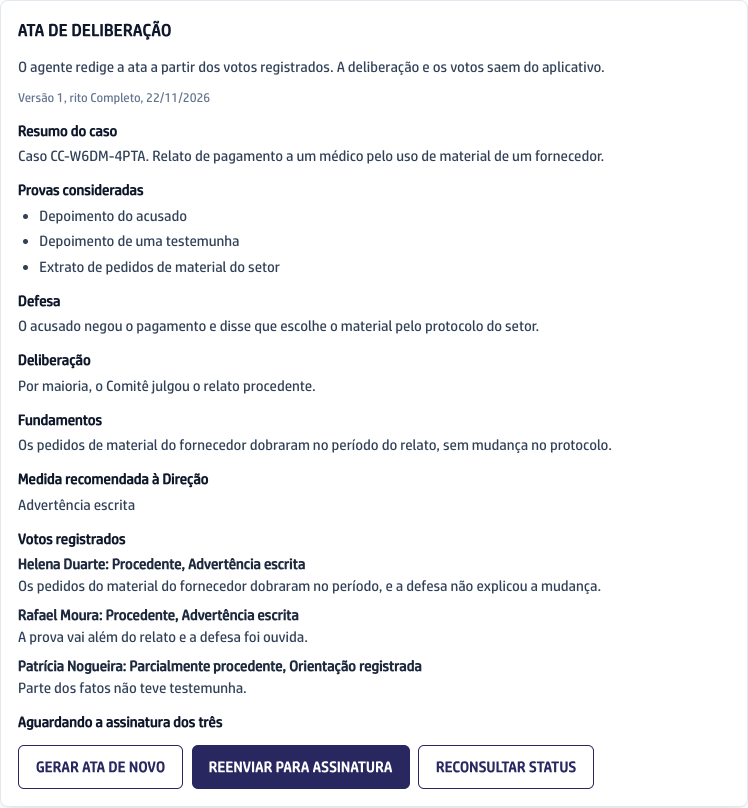 ATA DE DELIBERAÇÃO
O agente redige a ata a partir dos votos registrados. A deliberação e os votos saem do aplicativo.
Versão 1, rito Completo, 22/11/2026
Resumo do caso
Caso CC-W6DM-4PTA. Relato de pagamento a um médico pelo uso de material de um fornecedor.
Provas consideradas
• Depoimento do acusado
• Depoimento de uma testemunha
• Extrato de pedidos de material do setor
Defesa
O acusado negou o pagamento e disse que escolhe o material pelo protocolo do setor.
Deliberação
Por maioria, o Comitê julgou o relato procedente.
Fundamentos
Os pedidos de material do fornecedor dobraram no período do relato, sem mudança no protocolo.
Medida recomendada à Direção
Advertência escrita
Votos registrados
Helena Duarte: Procedente, Advertência escrita
Os pedidos do material do fornecedor dobraram no período, e a defesa não explicou a mudança.
Rafael Moura: Procedente, Advertência escrita
A prova vai além do relato e a defesa foi ouvida.
Patrícia Nogueira: Parcialmente procedente, Orientação registrada
Parte dos fatos não teve testemunha.
Aguardando a assinatura dos três
GERAR ATA DE NOVO
REENVIAR PARA ASSINATURA
RECONSULTAR STATUS